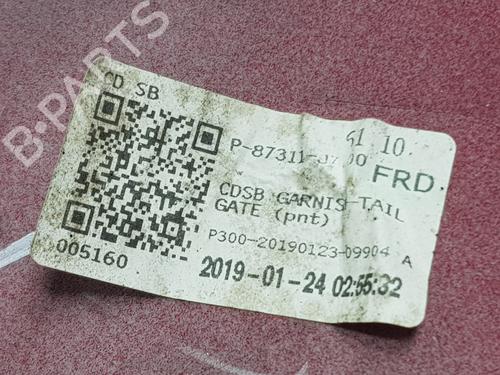 B-PARTS
CD SB
61 10
FRD
CDSB GARNIS-TAIL
GATE (pnt)
P300-20190123-09904 A
005160
2019-01-24 02:55:32